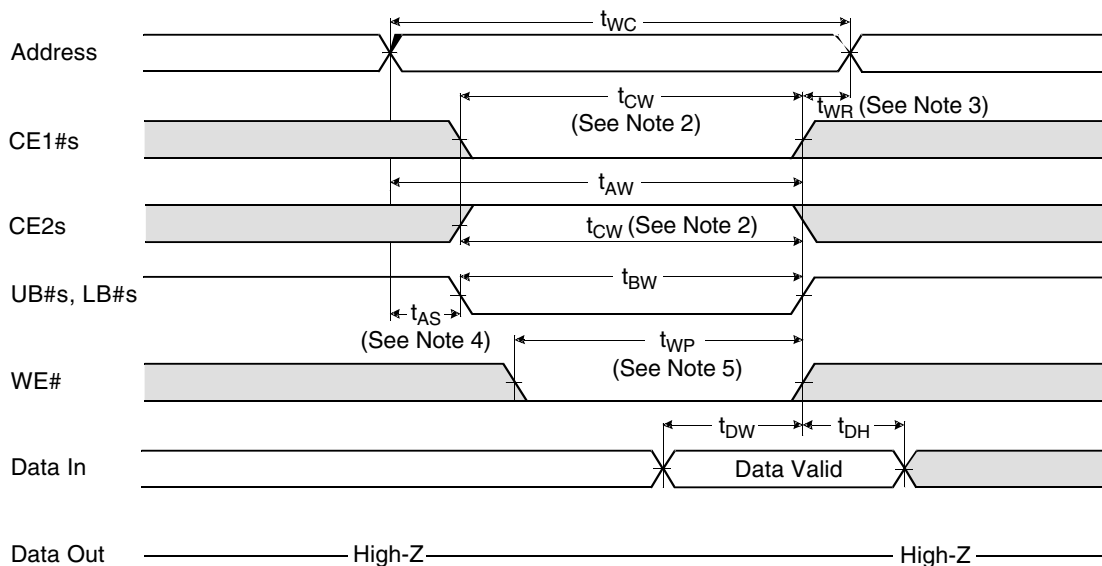 tWC
Address
tCW
(See Note 2)
tWR (See Note 3)
CE1#s
tAW
CE2s
tCW (See Note 2)
UB#s, LB#s
tBW
tAS
(See Note 4)
tWP
(See Note 5)
WE#
tDW
tDH
Data In
Data Valid
Data Out
High-Z
High-Z